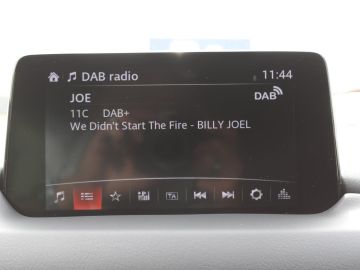 DAB radio 11:44
JOE DAB
11C DAB+
We Didn't Start The Fire - BILLY JOEL
TA